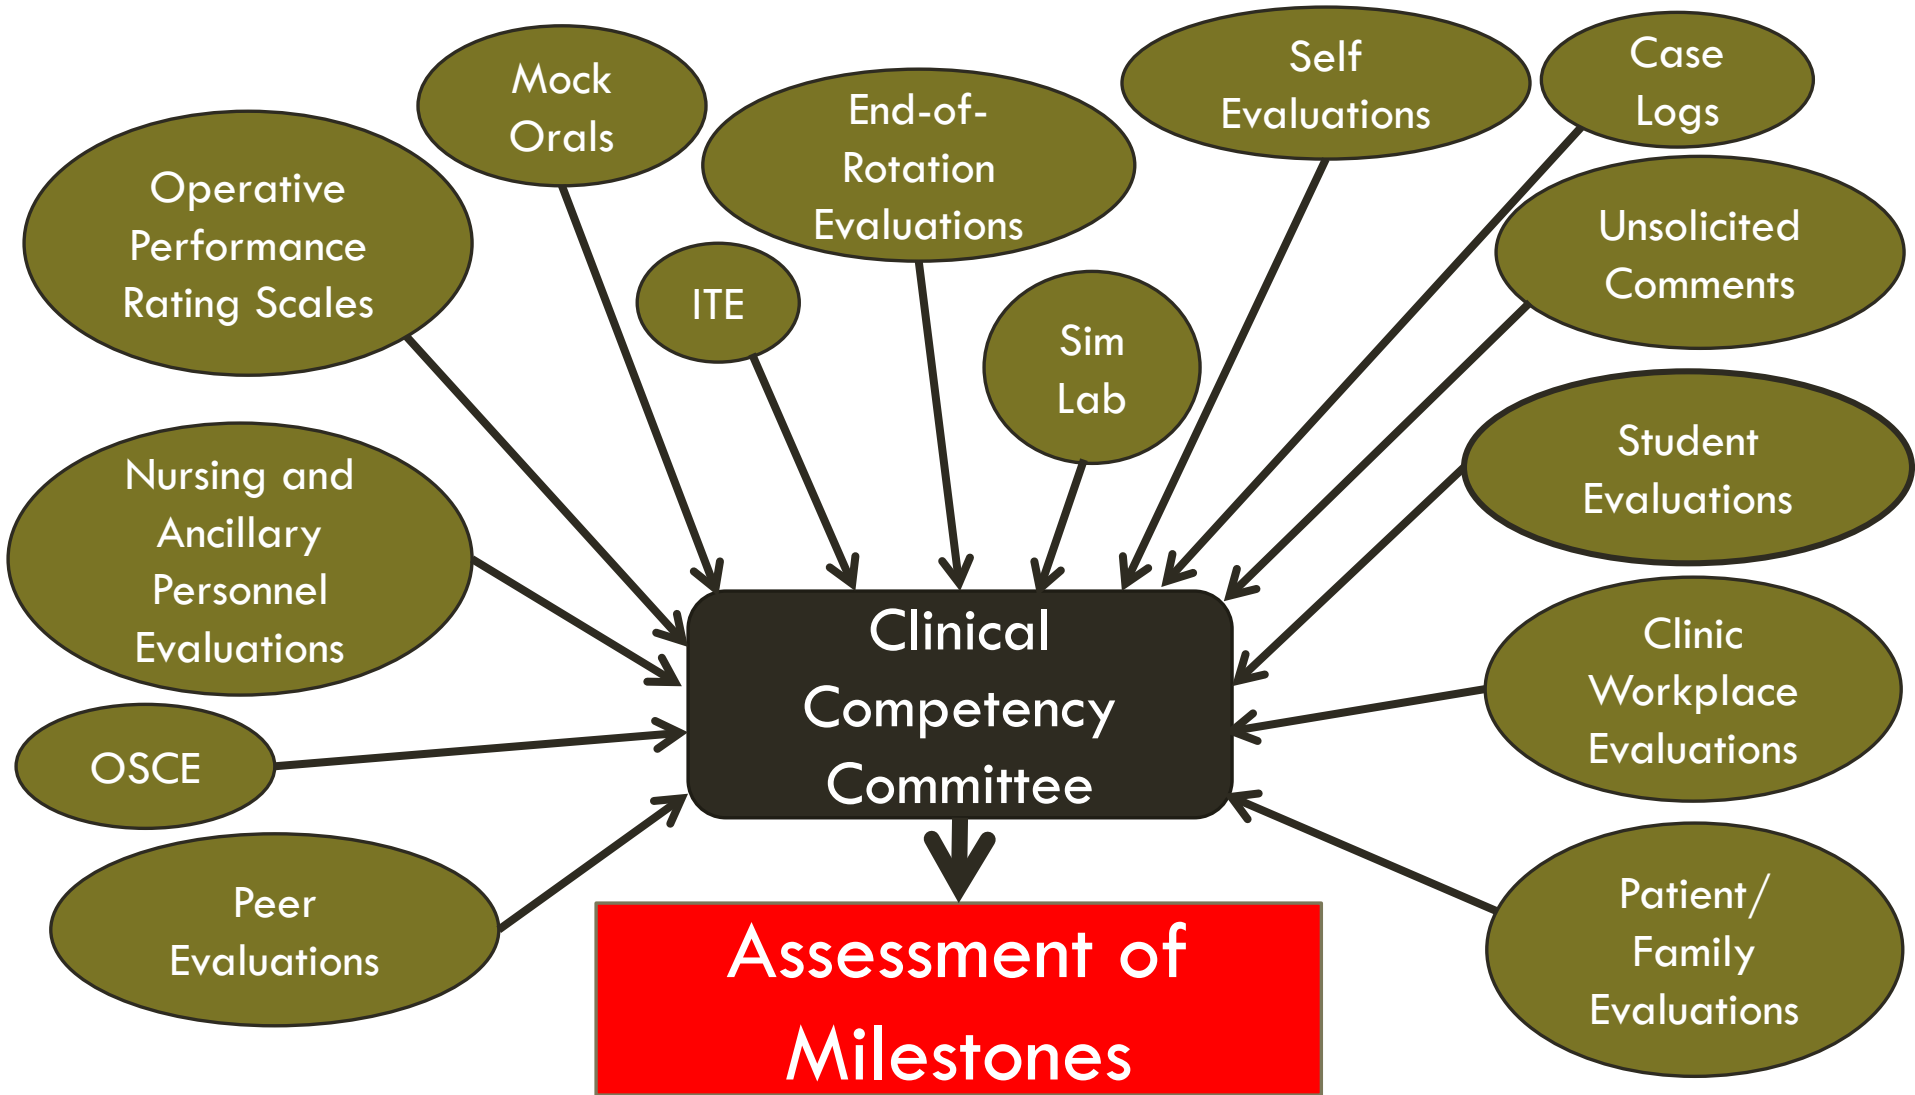 Mock
Orals
Self
Evaluations
Case
Logs
End-of-
Rotation
Evaluations
Operative
Performance
Rating Scales
Unsolicited
Comments
ITE
Sim
Lab
Student
Evaluations
Nursing and
Ancillary
Personnel
Evaluations
Clinical
Competency
Committee
Clinic
Workplace
Evaluations
OSCE
Peer
Evaluations
Patient/
Family
Evaluations
Assessment of
Milestones